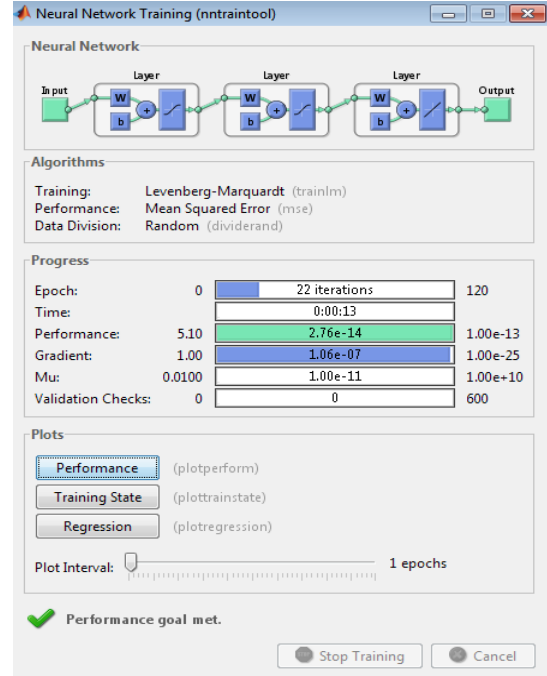 Neural Network Training (nntraintool)
Neural Network
Layer Layer Layer
Input W b + W b + W b + Output
Algorithms
Training: Levenberg-Marquardt (trainlm)
Performance: Mean Squared Error (mse)
Data Division: Random (dividerand)
Progress
Epoch: 0 22 iterations 120
Time: 0:00:13
Performance: 5.10 2.76e-14 1.00e-13
Gradient: 1.00 1.06e-07 1.00e-25
Mu: 0.0100 1.00e-11 1.00e+10
Validation Checks: 0 0 600
Plots
Performance (plotperform)
Training State (plottrainstate)
Regression (plotregression)
Plot Interval: 1 epochs
Performance goal met.
Stop Training Cancel